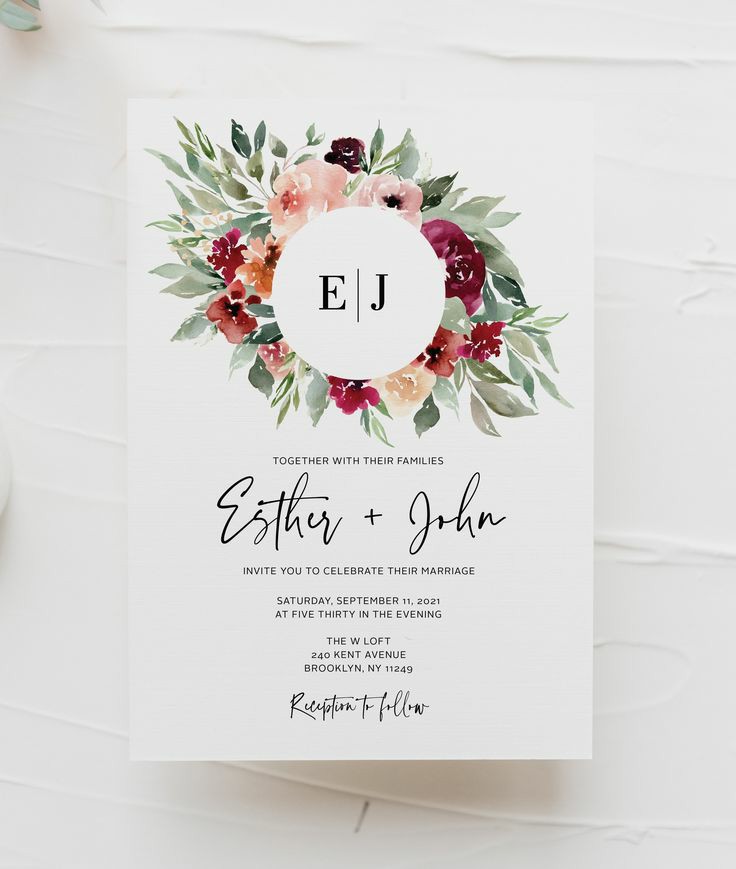 E|J
TOGETHER WITH THEIR FAMILIES
Esther + John
INVITE YOU TO CELEBRATE THEIR MARRIAGE
SATURDAY, SEPTEMBER 11, 2021
AT FIVE THIRTY IN THE EVENING
THE W LOFT
240 KENT AVENUE
BROOKLYN, NY 11249
Reception to follow